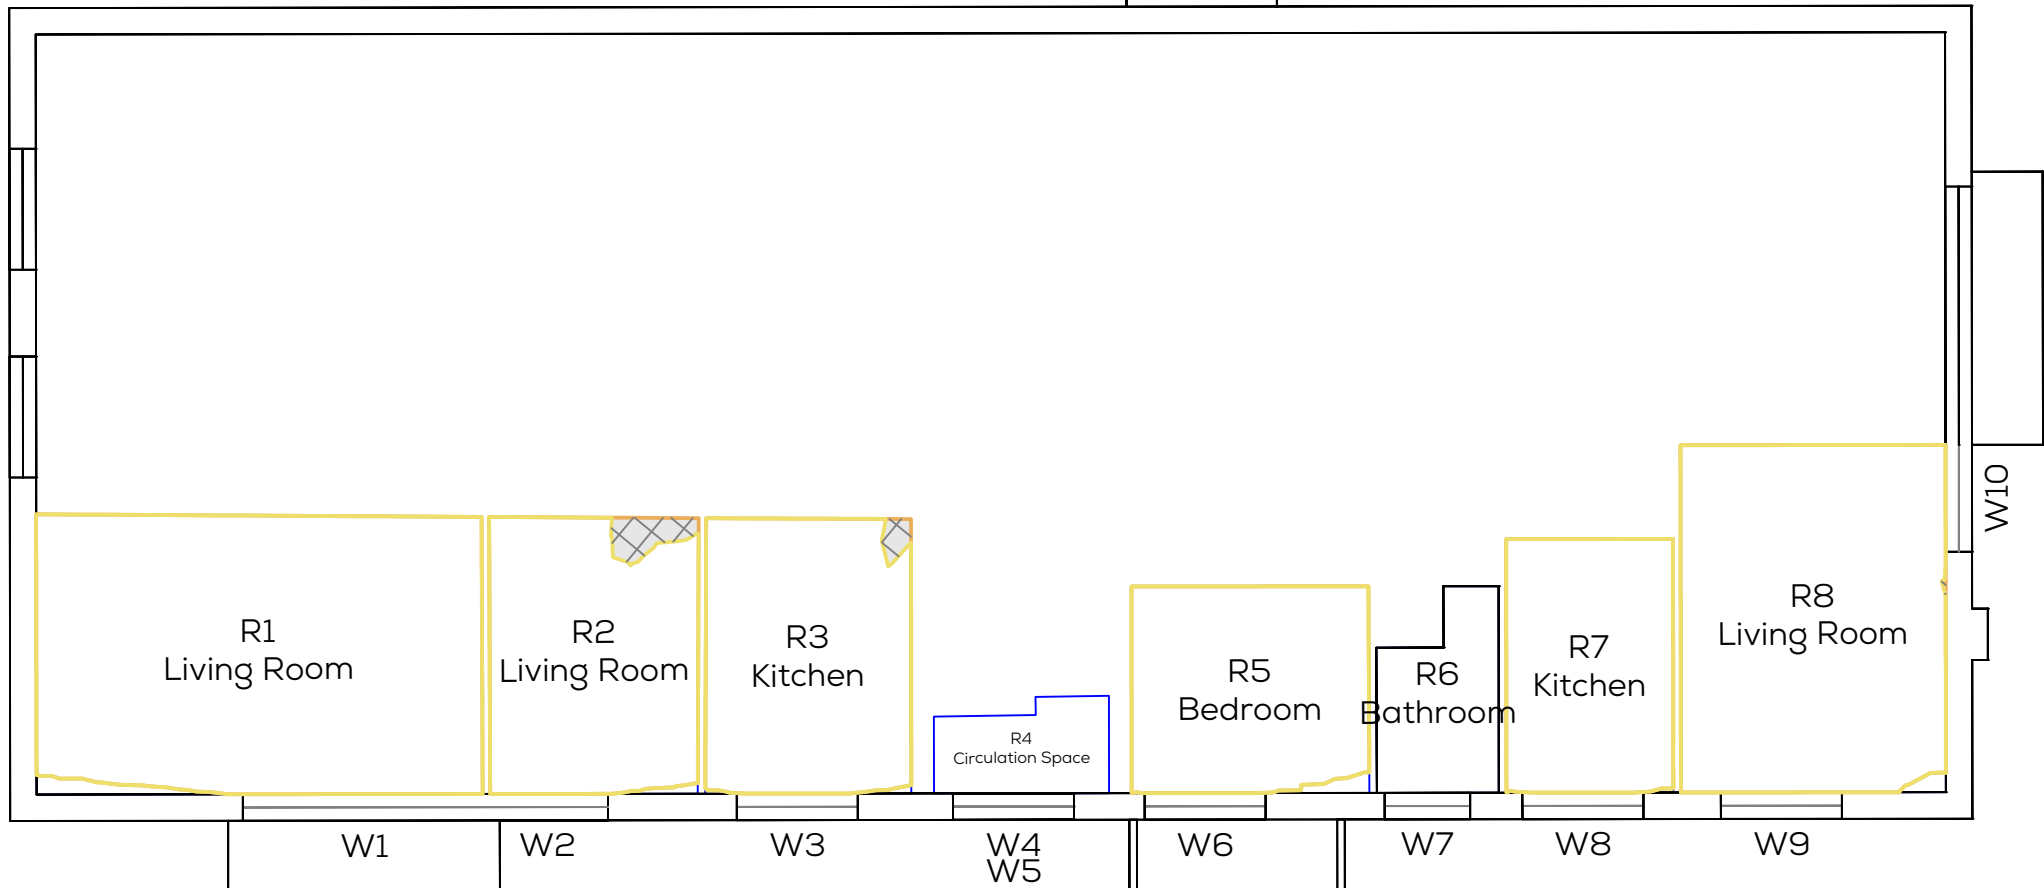 R1
Living Room
R2
Living Room
R3
Kitchen
R4
Circulation Space
R5
Bedroom
R6
Bathroom
R7
Kitchen
R8
Living Room
W10
W1
W2
W3
W4
W5
W6
W7
W8
W9